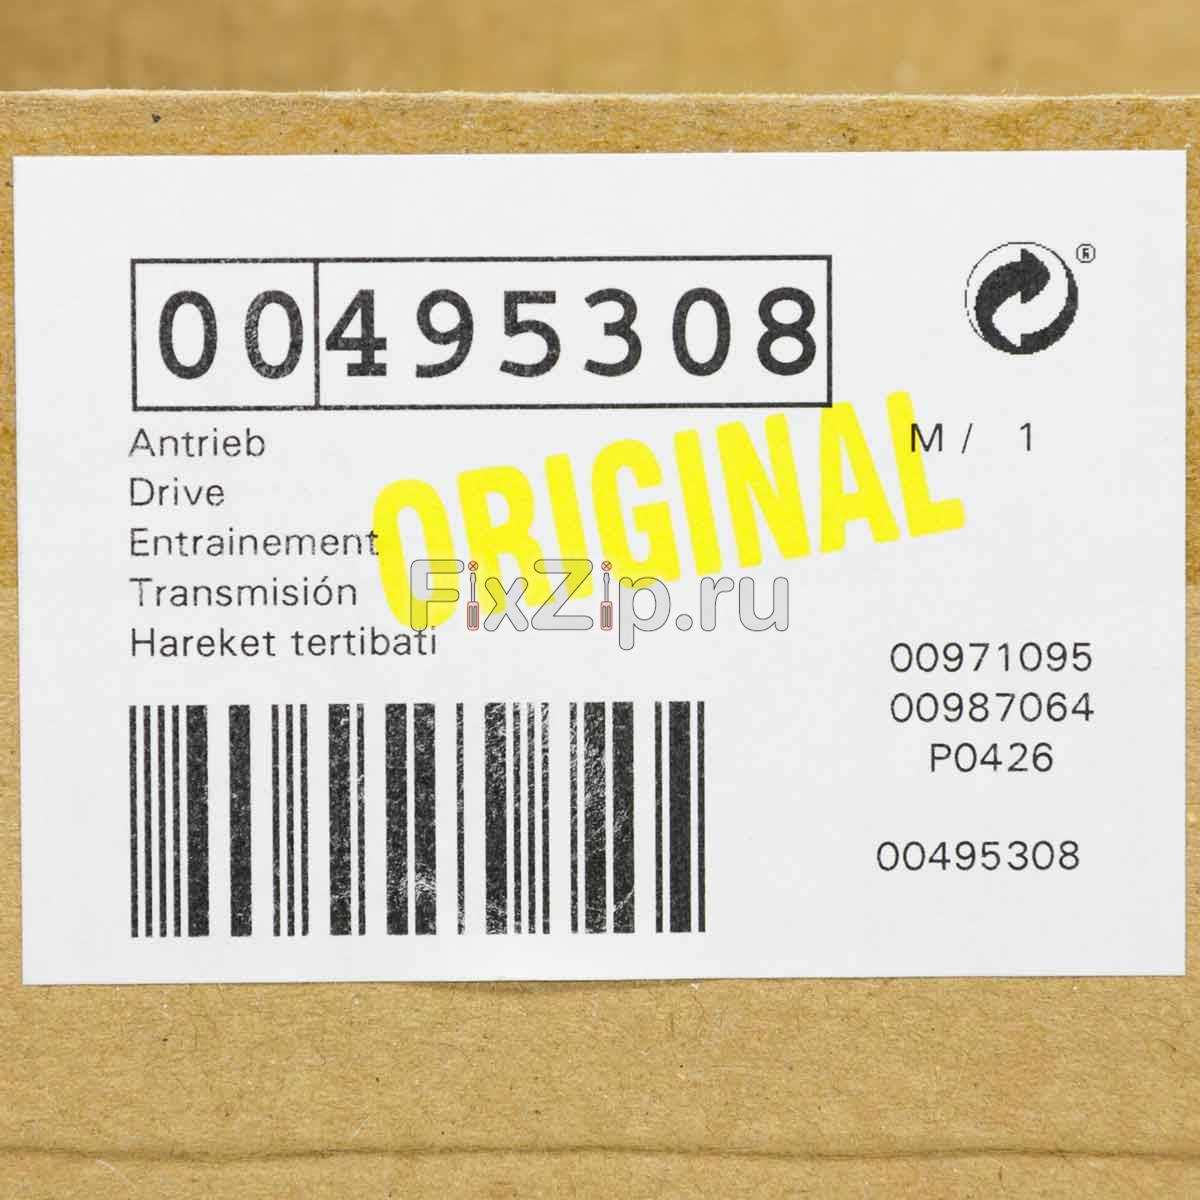 00495308
®
M / 1
ORIGINAL
Antrieb
Drive
Entrainement
Transmisión
Hareket tertibati
FixZip.ru
00971095
00987064
P0426
00495308